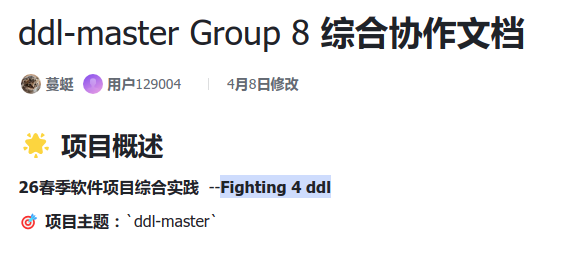 ddl-master Group 8 综合协作文档
蔓蜓 用户129004 4月8日修改
项目概述
26春季软件项目综合实践 --Fighting 4 ddl
项目主题：`ddl-master`